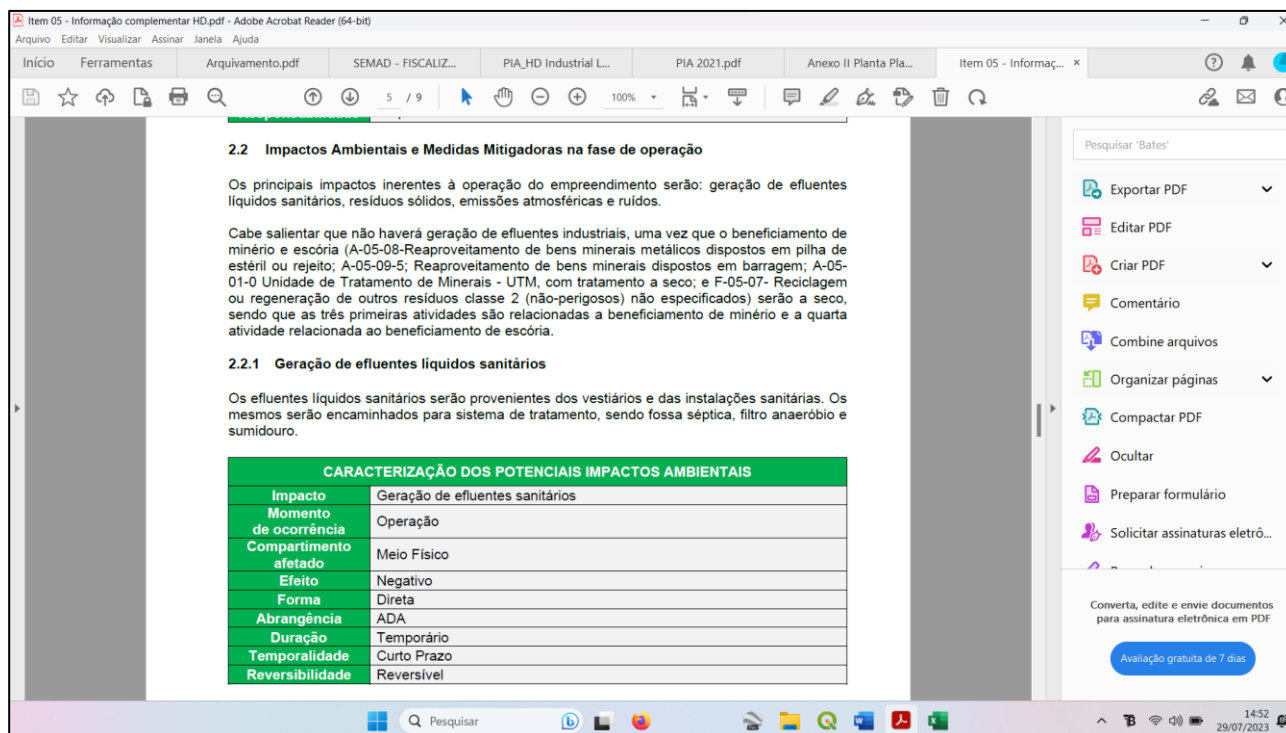 Item 05 - Informação complementar HD.pdf - Adobe Acrobat Reader (64-bit)
Arquivo Editar Visualizar Assinar Janela Ajuda
Início Ferramentas Arquivamento.pdf SEMAD - FISCALIZ... PIA_HD Industrial L... PIA 2021.pdf Anexo II Planta Pla... Item 05 - Informaç... ×
5 / 9 100%
2.2 Impactos Ambientais e Medidas Mitigadoras na fase de operação
Os principais impactos inerentes à operação do empreendimento serão: geração de efluentes
líquidos sanitários, resíduos sólidos, emissões atmosféricas e ruídos.
Cabe salientar que não haverá geração de efluentes industriais, uma vez que o beneficiamento de
minério e escória (A-05-08-Reaproveitamento de bens minerais metálicos dispostos em pilha de
estéril ou rejeito; A-05-09-5; Reaproveitamento de bens minerais dispostos em barragem; A-05-
01-0 Unidade de Tratamento de Minerais - UTM, com tratamento a seco; e F-05-07- Reciclagem
ou regeneração de outros resíduos classe 2 (não-perigosos) não especificados) serão a seco,
sendo que as três primeiras atividades são relacionadas a beneficiamento de minério e a quarta
atividade relacionada ao beneficiamento de escória.
2.2.1 Geração de efluentes líquidos sanitários
Os efluentes líquidos sanitários serão provenientes dos vestiários e das instalações sanitárias. Os
mesmos serão encaminhados para sistema de tratamento, sendo fossa séptica, filtro anaeróbio e
sumidouro.
CARACTERIZAÇÃO DOS POTENCIAIS IMPACTOS AMBIENTAIS
Impacto Geração de efluentes sanitários
Momento
de ocorrência Operação
Compartimento
afetado Meio Físico
Efeito Negativo
Forma Direta
Abrangência ADA
Duração Temporário
Temporalidade Curto Prazo
Reversibilidade Reversível
Pesquisar 'Bates'
Exportar PDF
Editar PDF
Criar PDF
Comentário
Combine arquivos
Organizar páginas
Compactar PDF
Ocultar
Preparar formulário
Solicitar assinaturas eletrô...
Converta, edite e envie documentos
para assinatura eletrônica em PDF
Avaliação gratuita de 7 dias
Pesquisar
14:52
29/07/2023